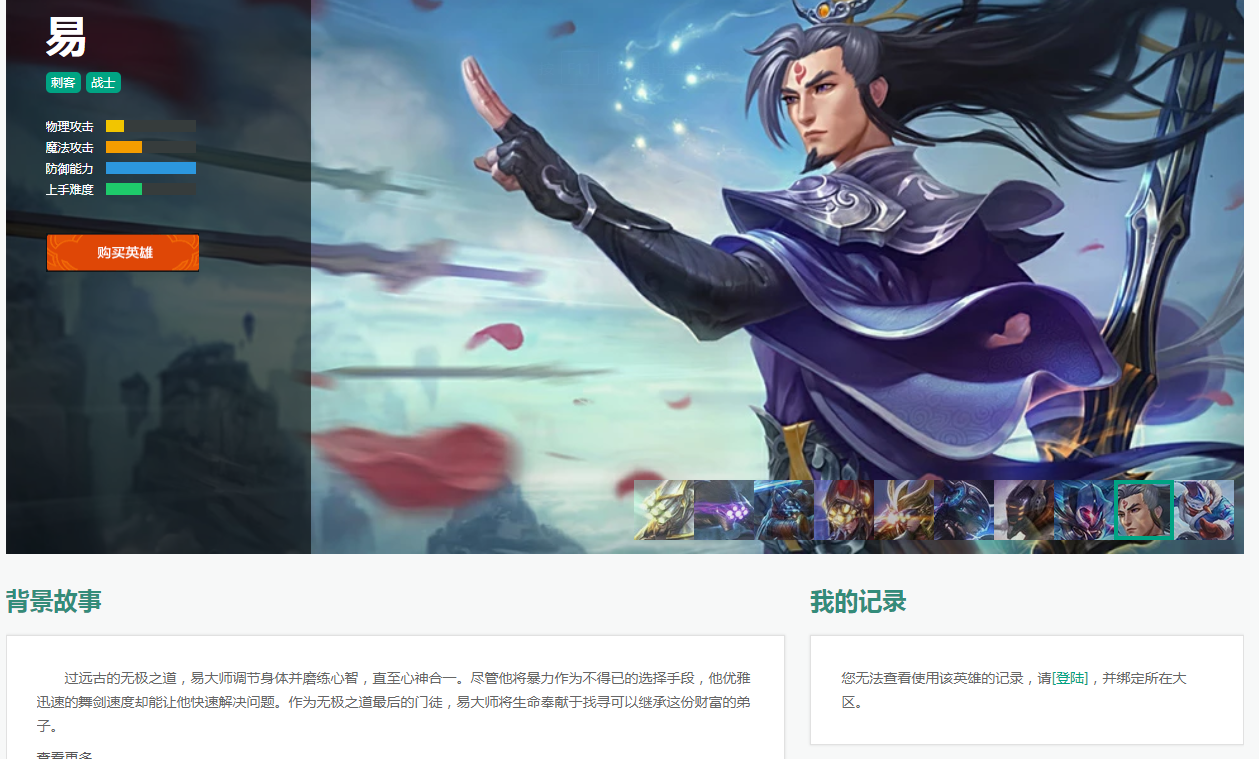 易
刺客 战士
物理攻击
魔法攻击
防御能力
上手难度
购买英雄
背景故事
过远古的无极之道，易大师调节身体并磨练心智，直至心神合一。尽管他将暴力作为不得已的选择手段，他优雅
迅速的舞剑速度却能让他快速解决问题。作为无极之道最后的门徒，易大师将生命奉献于找寻可以继承这份财富的弟
子。
查看更多
我的记录
您无法查看使用该英雄的记录，请[登陆]，并绑定所在大
区。